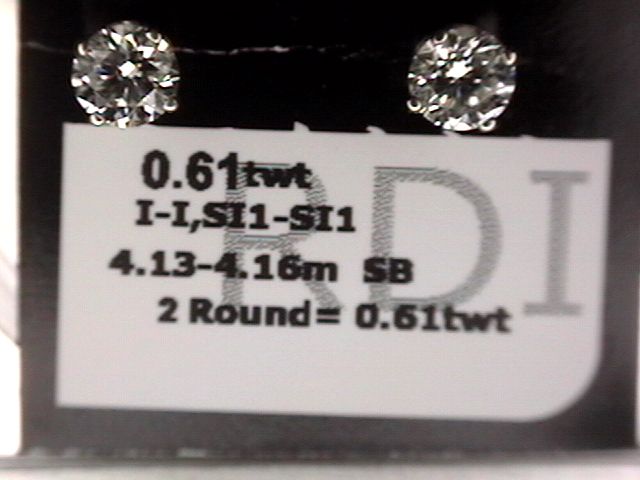 RDI
0.61twt
I-I,SI1-SI1
4.13-4.16m SB
2 Round= 0.61twt